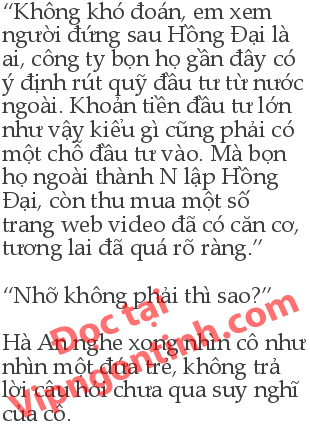 “Không khó đoán, em xem
người đứng sau Hồng Đại là
ai, công ty bọn họ gần đây có
ý định rút quỹ đầu tư từ nước
ngoài. Khoản tiền đầu tư lớn
như vậy kiểu gì cũng phải có
một chỗ đầu tư vào. Mà bọn
họ ngoài thành N lập Hồng
Đại, còn thu mua một số
trang web video đã có căn cơ,
tương lai đã quá rõ ràng.”
“Nhỡ không phải thì sao?”
Hà An nghe xong nhìn cô như
nhìn một đứa trẻ, không trả
lời câu hỏi chưa qua suy nghĩ
của cô.
Đọc tại
Vipngontinh.com